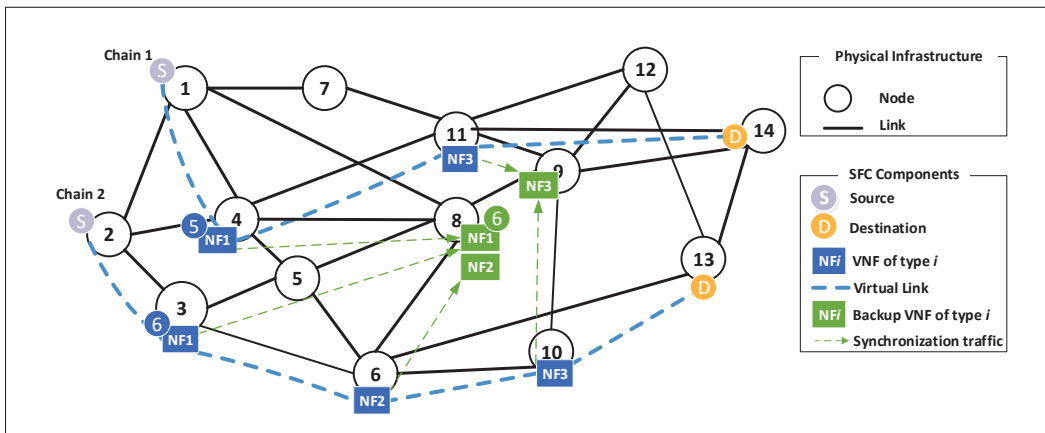 Chain 1
S
1
7
12
11
NF3
D
14
9
NF3
Chain 2
S
2
5
4
NF1
8
6
NF1
NF2
5
13
D
3
6
NF1
6
NF2
10
NF3
Physical Infrastructure
Node
Link
SFC Components
S Source
D Destination
NFi VNF of type i
Virtual Link
NFi Backup VNF of type i
Synchronization traffic